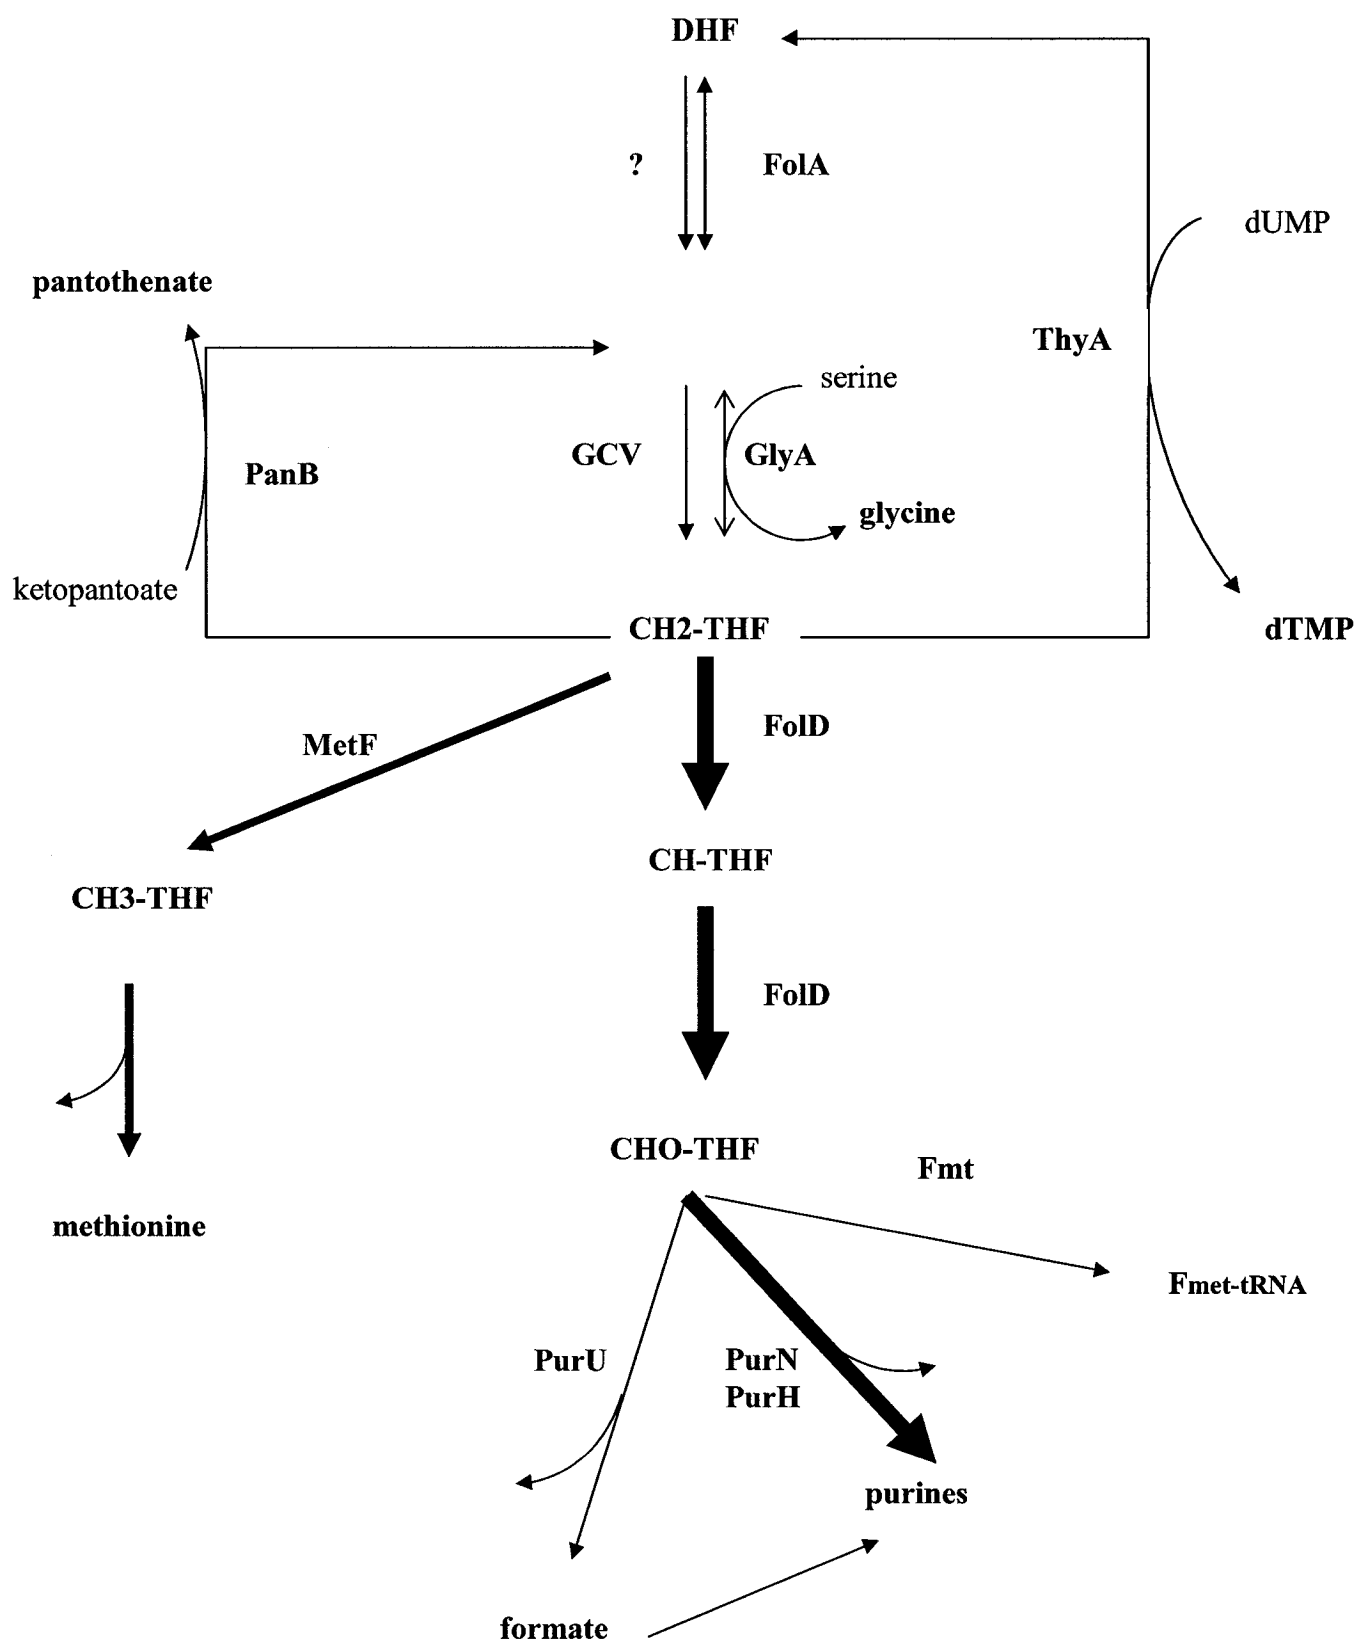 DHF
?
FolA
dUMP
pantothenate
ThyA
serine
GCV
GlyA
PanB
glycine
ketopantoate
CH2-THF
dTMP
FolD
MetF
CH-THF
CH3-THF
FolD
CHO-THF
Fmt
methionine
Fmet-tRNA
PurU
PurN
PurH
purines
formate